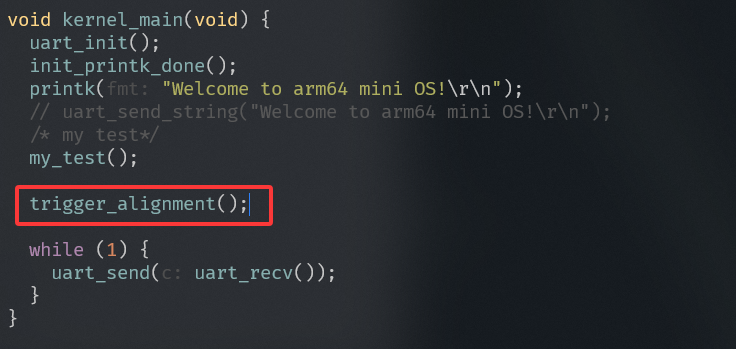 void kernel_main(void) {
uart_init();
init_printk_done();
printk(fmt: "Welcome to arm64 mini OS!\r\n");
// uart_send_string("Welcome to arm64 mini OS!\r\n");
/* my test*/
my_test();
trigger_alignment();
while (1) {
uart_send(c: uart_recv());
}
}